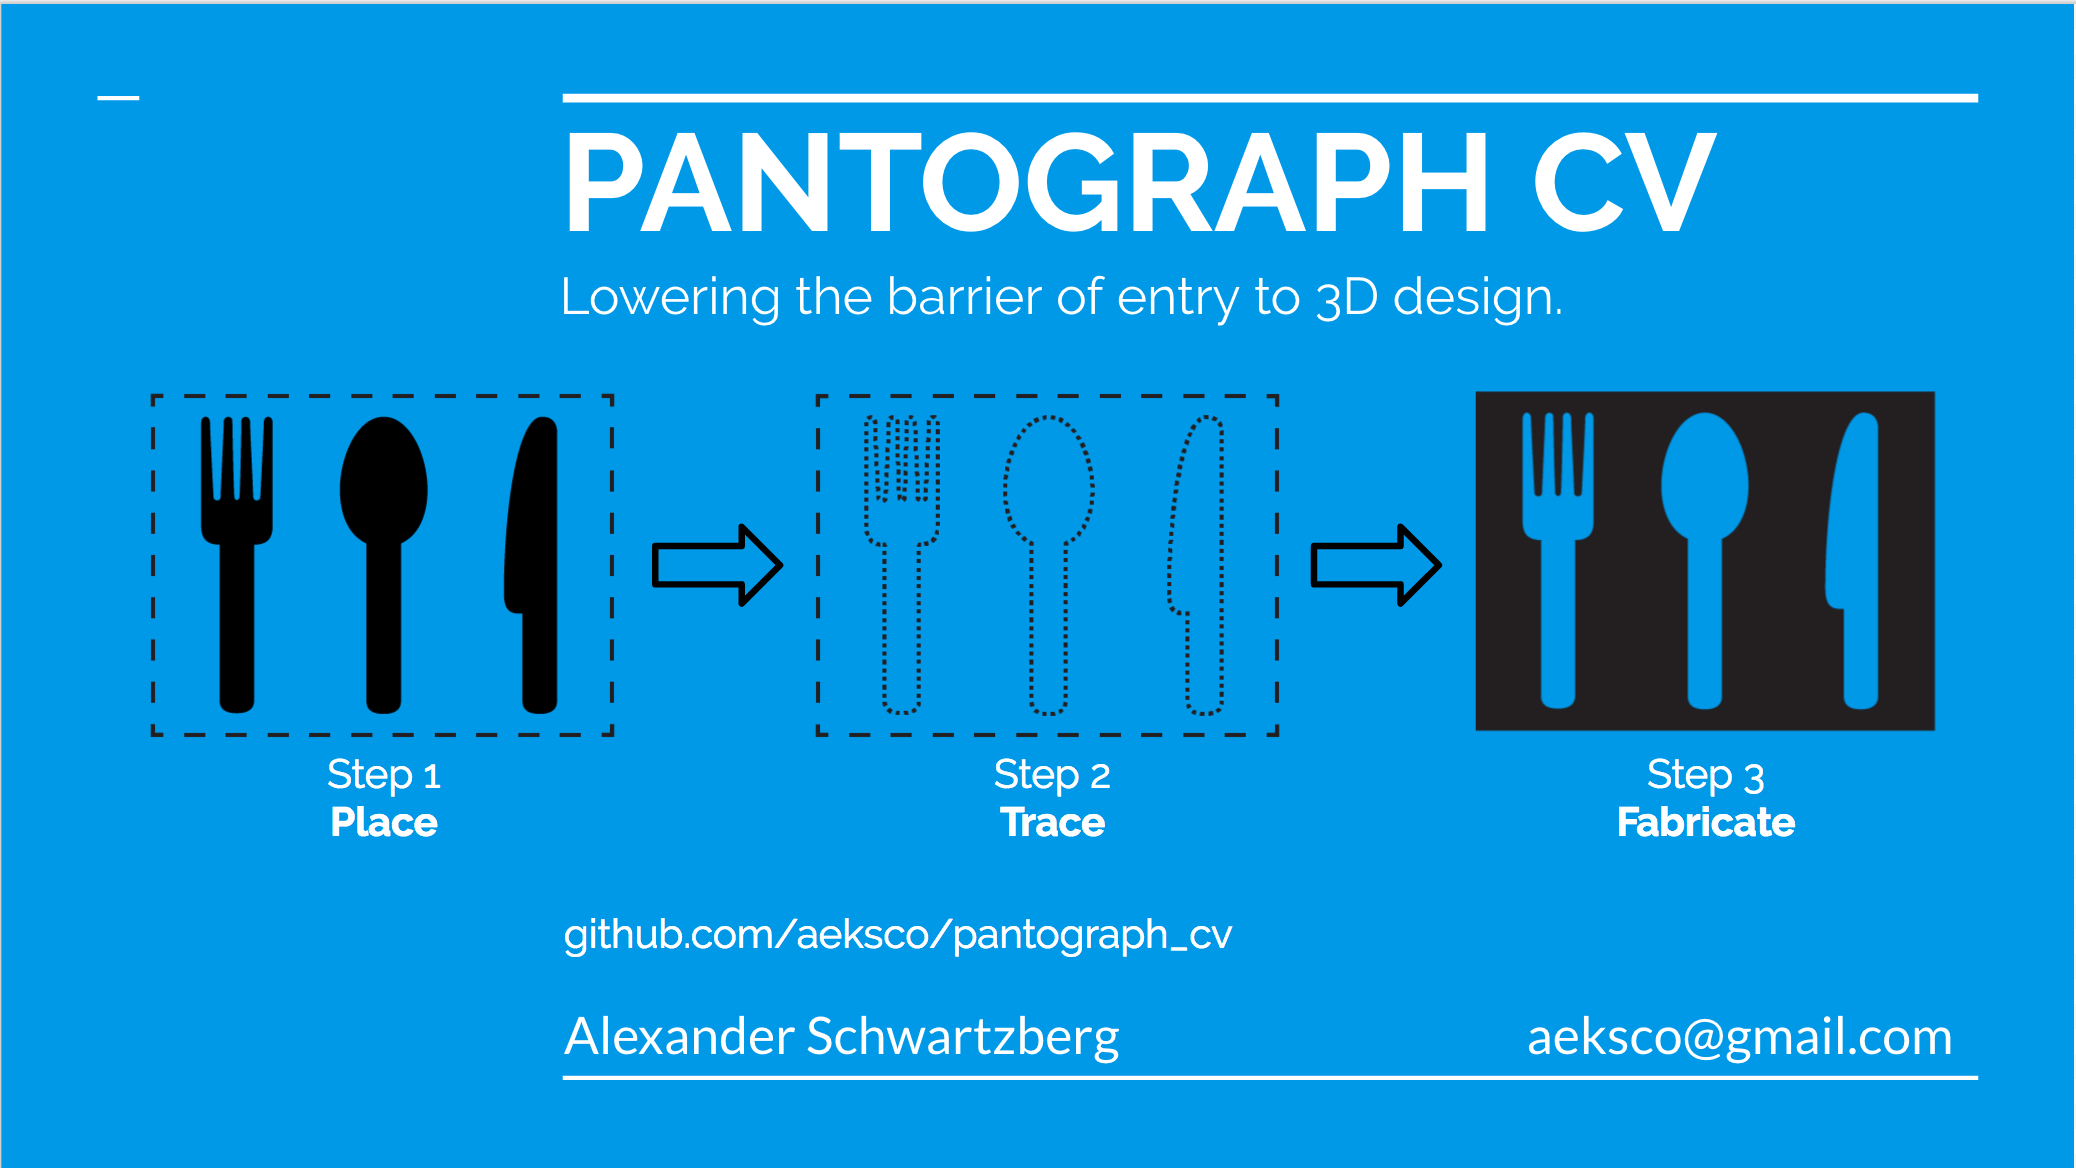 PANTOGRAPH CV
Lowering the barrier of entry to 3D design.
Step 1
Place
Step 2
Trace
Step 3
Fabricate
github.com/aeksco/pantograph_cv
Alexander Schwartzberg
aeksco@gmail.com